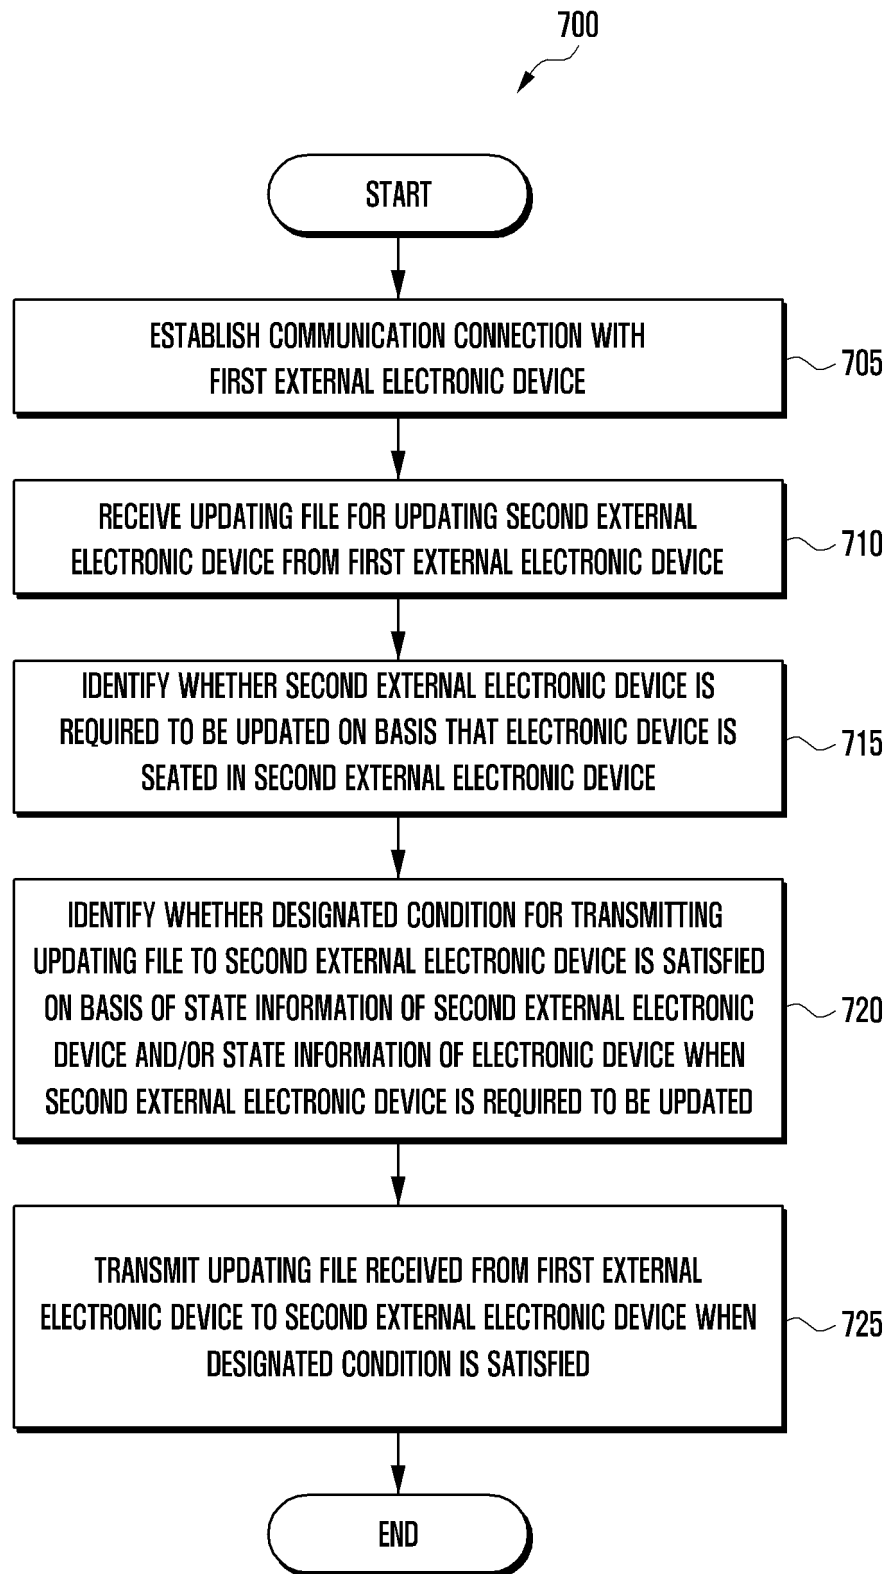 700
START
ESTABLISH COMMUNICATION CONNECTION WITH
FIRST EXTERNAL ELECTRONIC DEVICE
705
RECEIVE UPDATING FILE FOR UPDATING SECOND EXTERNAL
ELECTRONIC DEVICE FROM FIRST EXTERNAL ELECTRONIC DEVICE
710
IDENTIFY WHETHER SECOND EXTERNAL ELECTRONIC DEVICE IS
REQUIRED TO BE UPDATED ON BASIS THAT ELECTRONIC DEVICE IS
SEATED IN SECOND EXTERNAL ELECTRONIC DEVICE
715
IDENTIFY WHETHER DESIGNATED CONDITION FOR TRANSMITTING
UPDATING FILE TO SECOND EXTERNAL ELECTRONIC DEVICE IS SATISFIED
ON BASIS OF STATE INFORMATION OF SECOND EXTERNAL ELECTRONIC
DEVICE AND/OR STATE INFORMATION OF ELECTRONIC DEVICE WHEN
SECOND EXTERNAL ELECTRONIC DEVICE IS REQUIRED TO BE UPDATED
720
TRANSMIT UPDATING FILE RECEIVED FROM FIRST EXTERNAL
ELECTRONIC DEVICE TO SECOND EXTERNAL ELECTRONIC DEVICE WHEN
DESIGNATED CONDITION IS SATISFIED
725
END